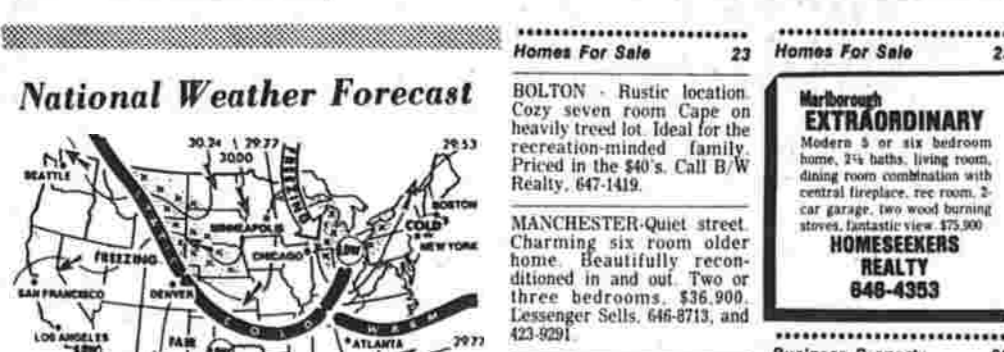 National Weather Forecast
30.24
29.77
30.00
29.53
SEATTLE
FREEZING
BOSTON
MINNEAPOLIS
COLD
NEW YORK
LOW
CHICAGO
FREEZING
SAN FRANCISCO
DENVER
COLD
WARM
LOS ANGELES
FAIR
ATLANTA
29.77
Homes For Sale 23
BOLTON - Rustic location.
Cozy seven room Cape on
heavily treed lot. Ideal for the
recreation-minded family.
Priced in the $40's. Call B/W
Realty, 647-1419.
MANCHESTER-Quiet street.
Charming six room older
home. Beautifully recon-
ditioned in and out. Two or
three bedrooms, $36,900.
Lessenger Sells, 646-8713, and
423-9291.
Homes For Sale
Marlborough
EXTRAORDINARY
Modern 5 or six bedroom
home, 2½ baths, living room,
dining room combination with
central fireplace, rec room, 2-
car garage, two wood burning
stoves, fantastic view. $75,900
HOMESEEKERS
REALTY
646-4353